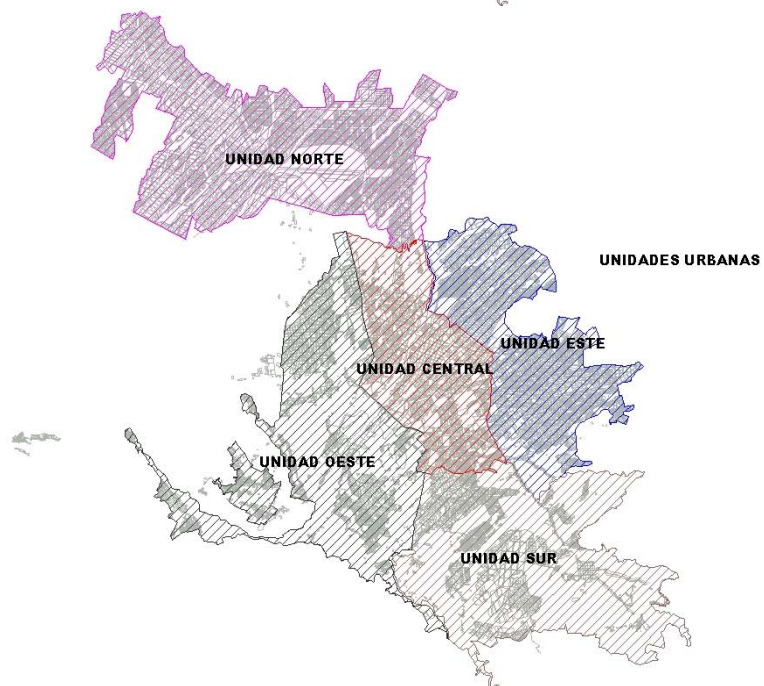 UNIDAD NORTE
UNIDADES URBANAS
UNIDAD ESTE
UNIDAD CENTRAL
UNIDAD OESTE
UNIDAD SUR